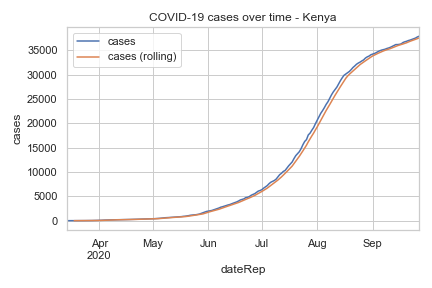 COVID-19 cases over time - Kenya
cases
cases (rolling)
35000
30000
25000
20000
15000
10000
5000
0
cases
Apr May Jun Jul Aug Sep
2020
dateRep